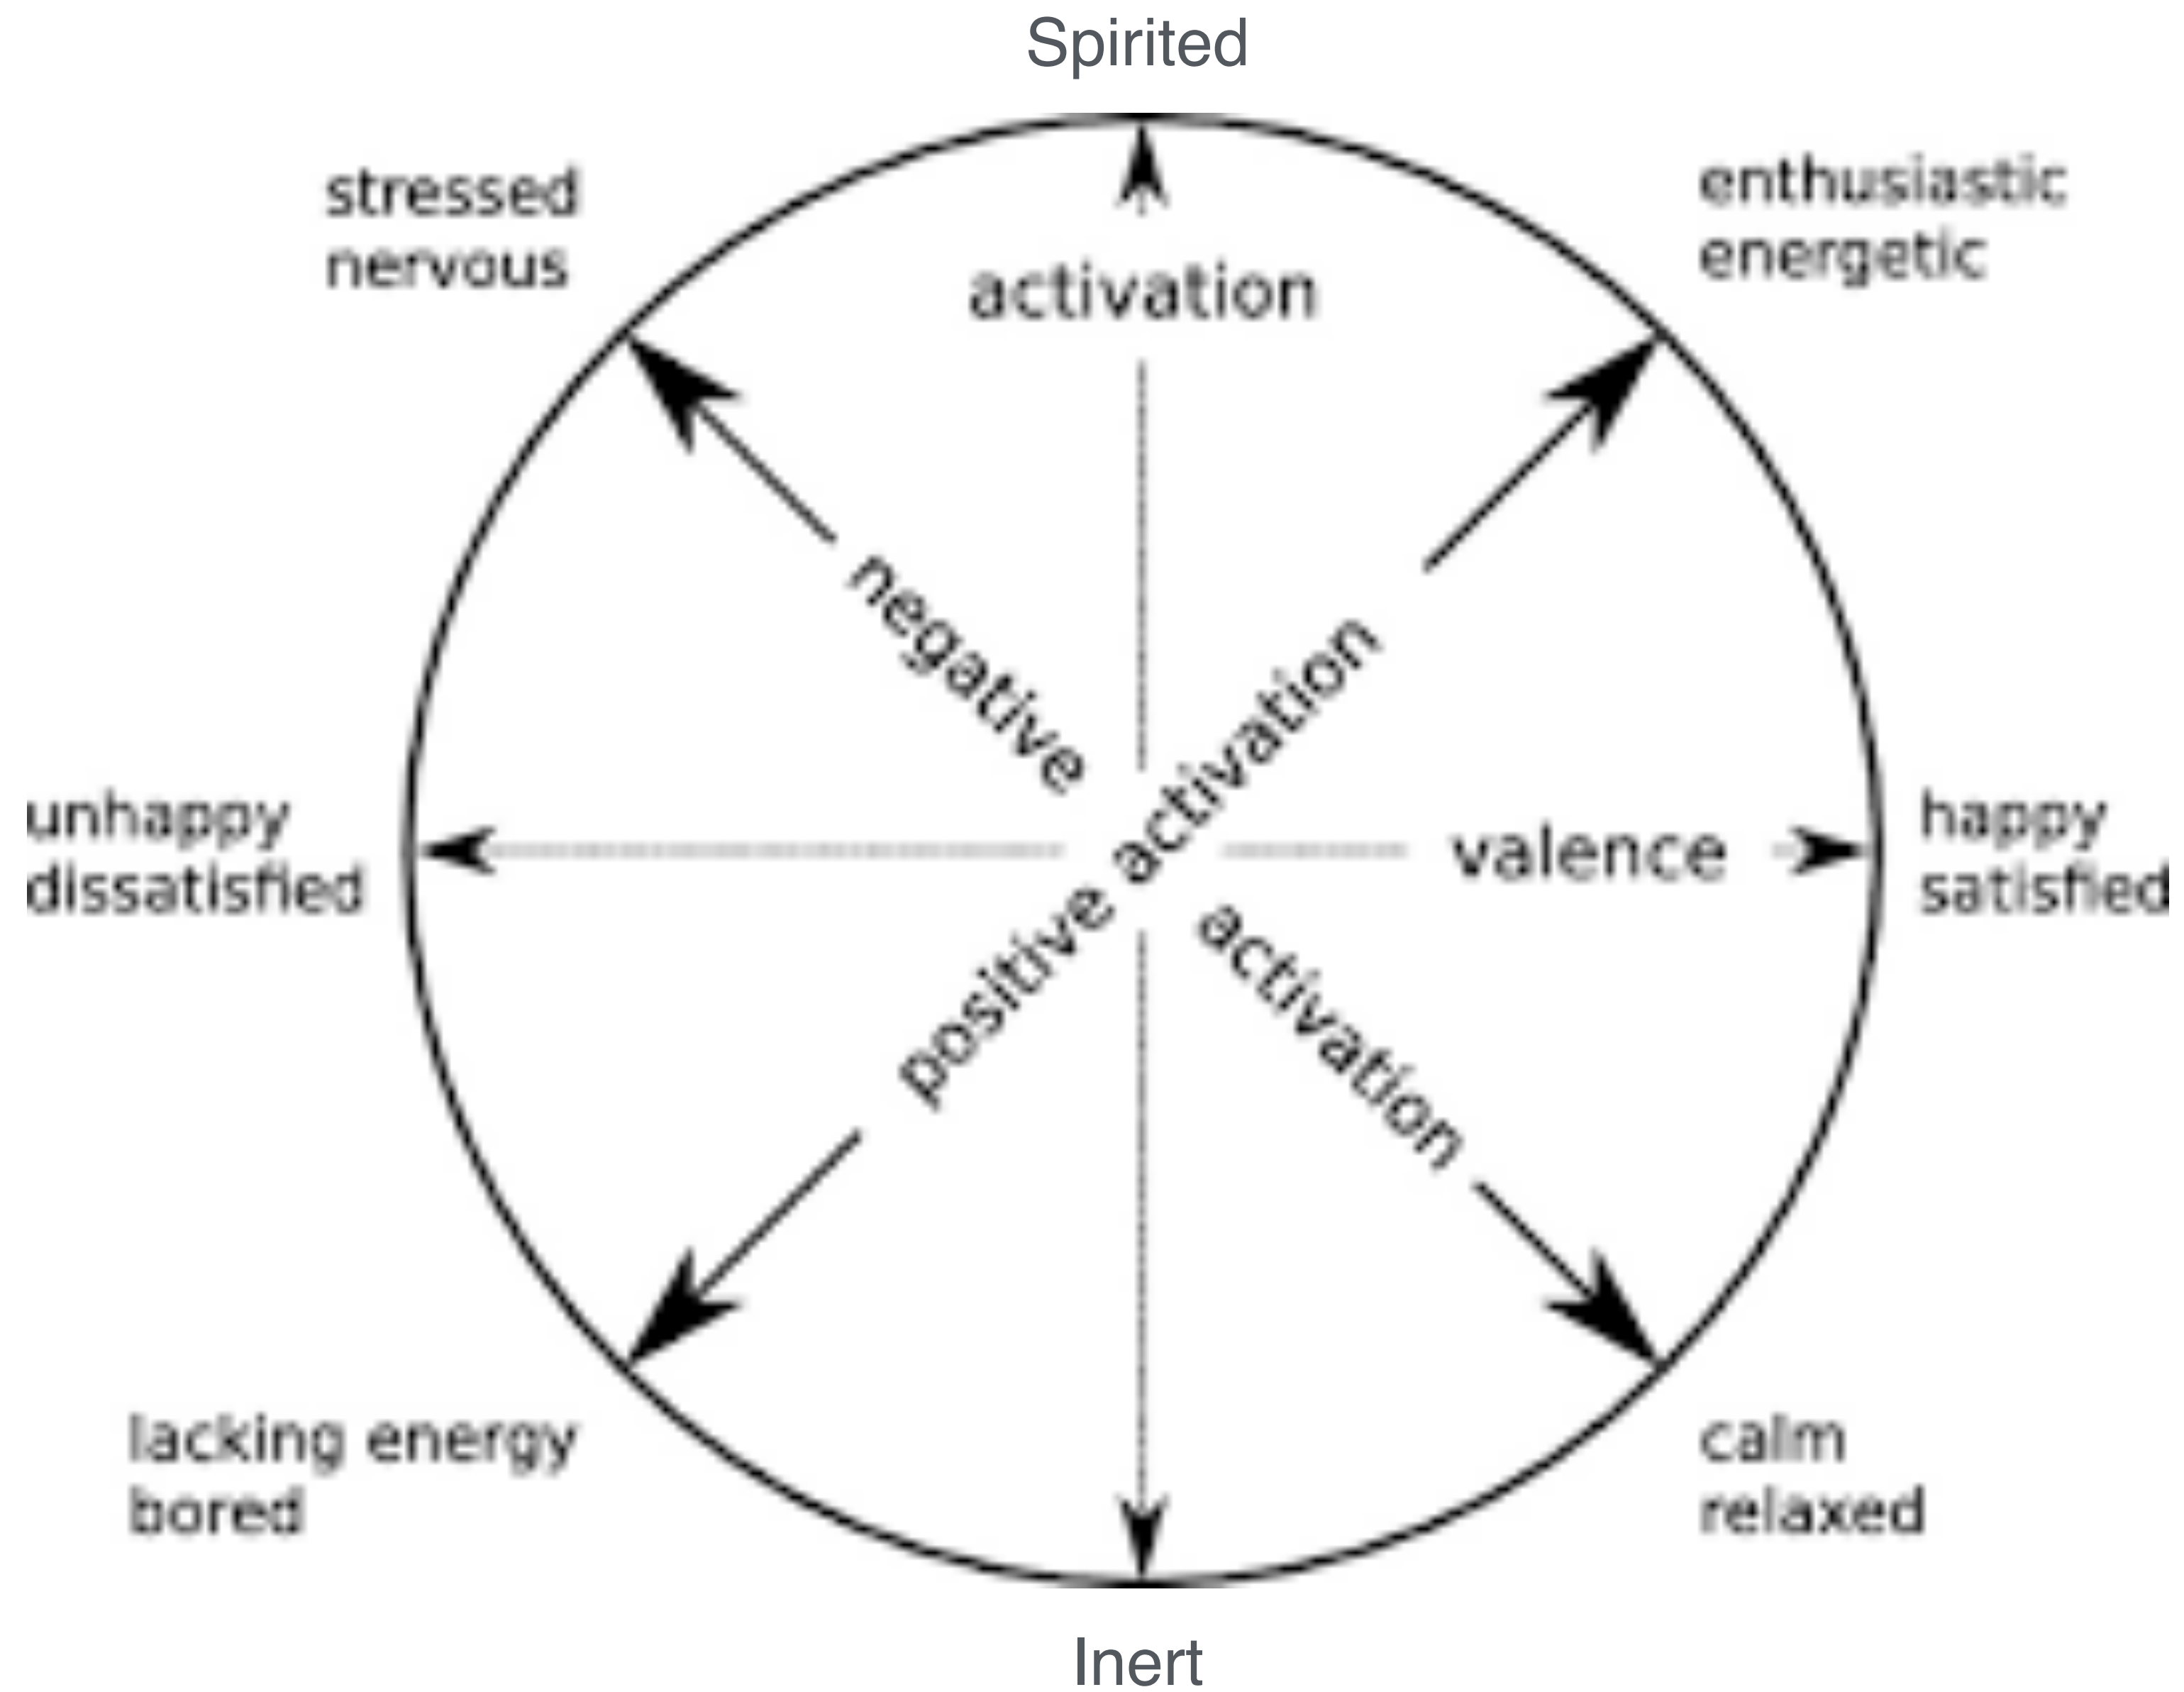 Spirited
stressed
nervous
enthusiastic
energetic
activation
negative
activation
positive activation
unhappy
dissatisfied
valence
happy
satisfied
lacking energy
bored
calm
relaxed
Inert